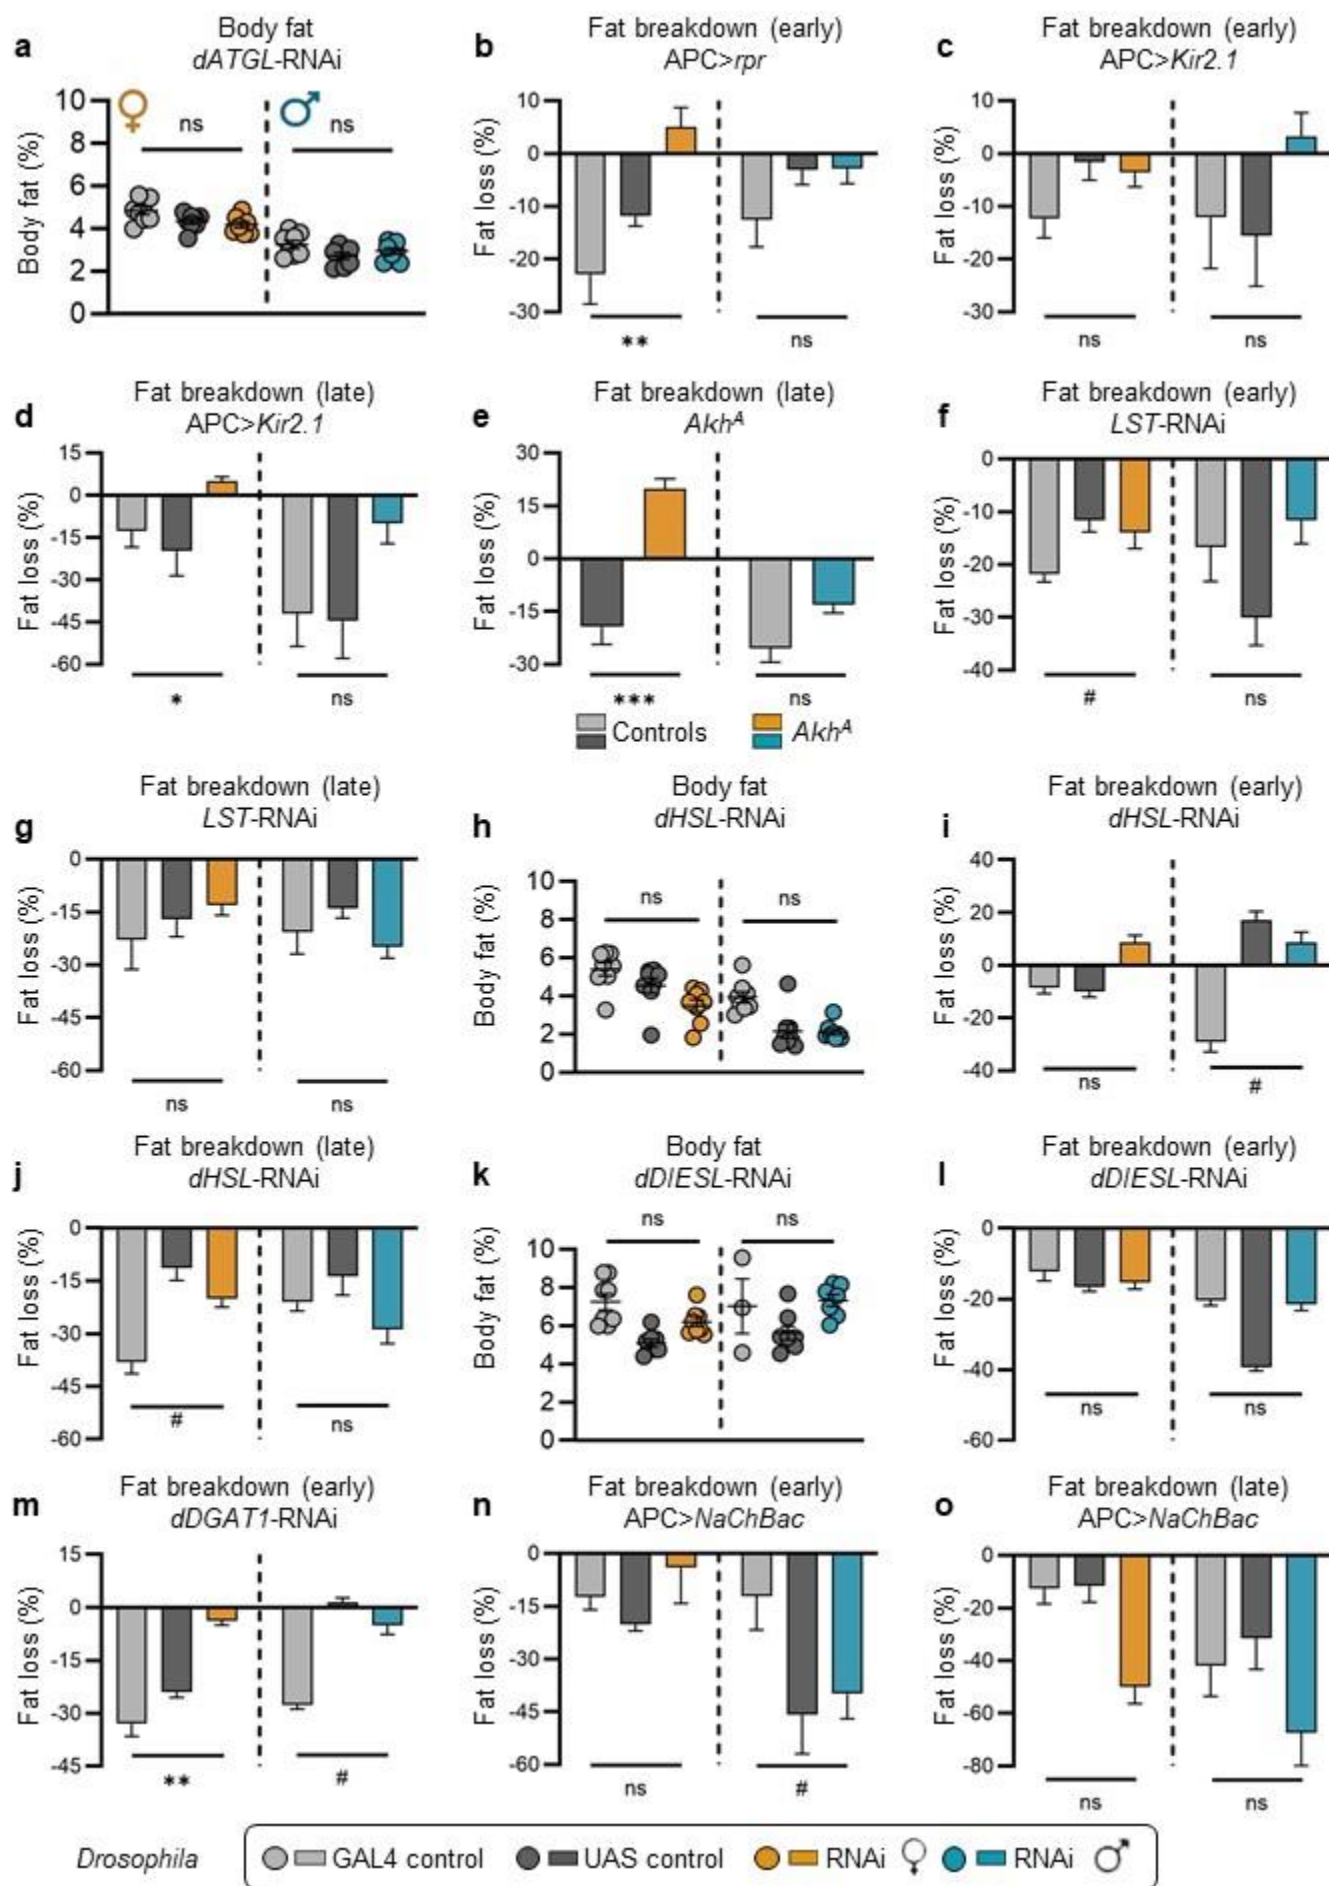 a
Body fat
dATGL-RNAi
Body fat (%)
10
8
6
4
2
0
♀
ns
♂
ns
b
Fat breakdown (early)
APC>rpr
Fat loss (%)
10
0
-10
-20
-30
**
ns
c
Fat breakdown (early)
APC>Kir2.1
Fat loss (%)
10
0
-10
-20
-30
ns
ns
d
Fat breakdown (late)
APC>Kir2.1
Fat loss (%)
15
0
-15
-30
-45
-60
*
ns
e
Fat breakdown (late)
Akhᴬ
Fat loss (%)
30
15
0
-15
-30
***
ns
Controls
Akhᴬ
f
Fat breakdown (early)
LST-RNAi
Fat loss (%)
0
-10
-20
-30
-40
#
ns
g
Fat breakdown (late)
LST-RNAi
Fat loss (%)
0
-15
-30
-45
-60
ns
ns
h
Body fat
dHSL-RNAi
Body fat (%)
10
8
6
4
2
0
ns
ns
i
Fat breakdown (early)
dHSL-RNAi
Fat loss (%)
40
20
0
-20
-40
ns
#
j
Fat breakdown (late)
dHSL-RNAi
Fat loss (%)
0
-15
-30
-45
-60
#
ns
k
Body fat
dDIESL-RNAi
Body fat (%)
10
8
6
4
2
0
ns
ns
l
Fat breakdown (early)
dDIESL-RNAi
Fat loss (%)
0
-20
-40
-60
ns
ns
m
Fat breakdown (early)
dDGAT1-RNAi
Fat loss (%)
15
0
-15
-30
-45
**
#
n
Fat breakdown (early)
APC>NaChBac
Fat loss (%)
0
-15
-30
-45
-60
ns
#
o
Fat breakdown (late)
APC>NaChBac
Fat loss (%)
0
-20
-40
-60
-80
ns
ns
Drosophila
GAL4 control
UAS control
RNAi ♀
RNAi ♂